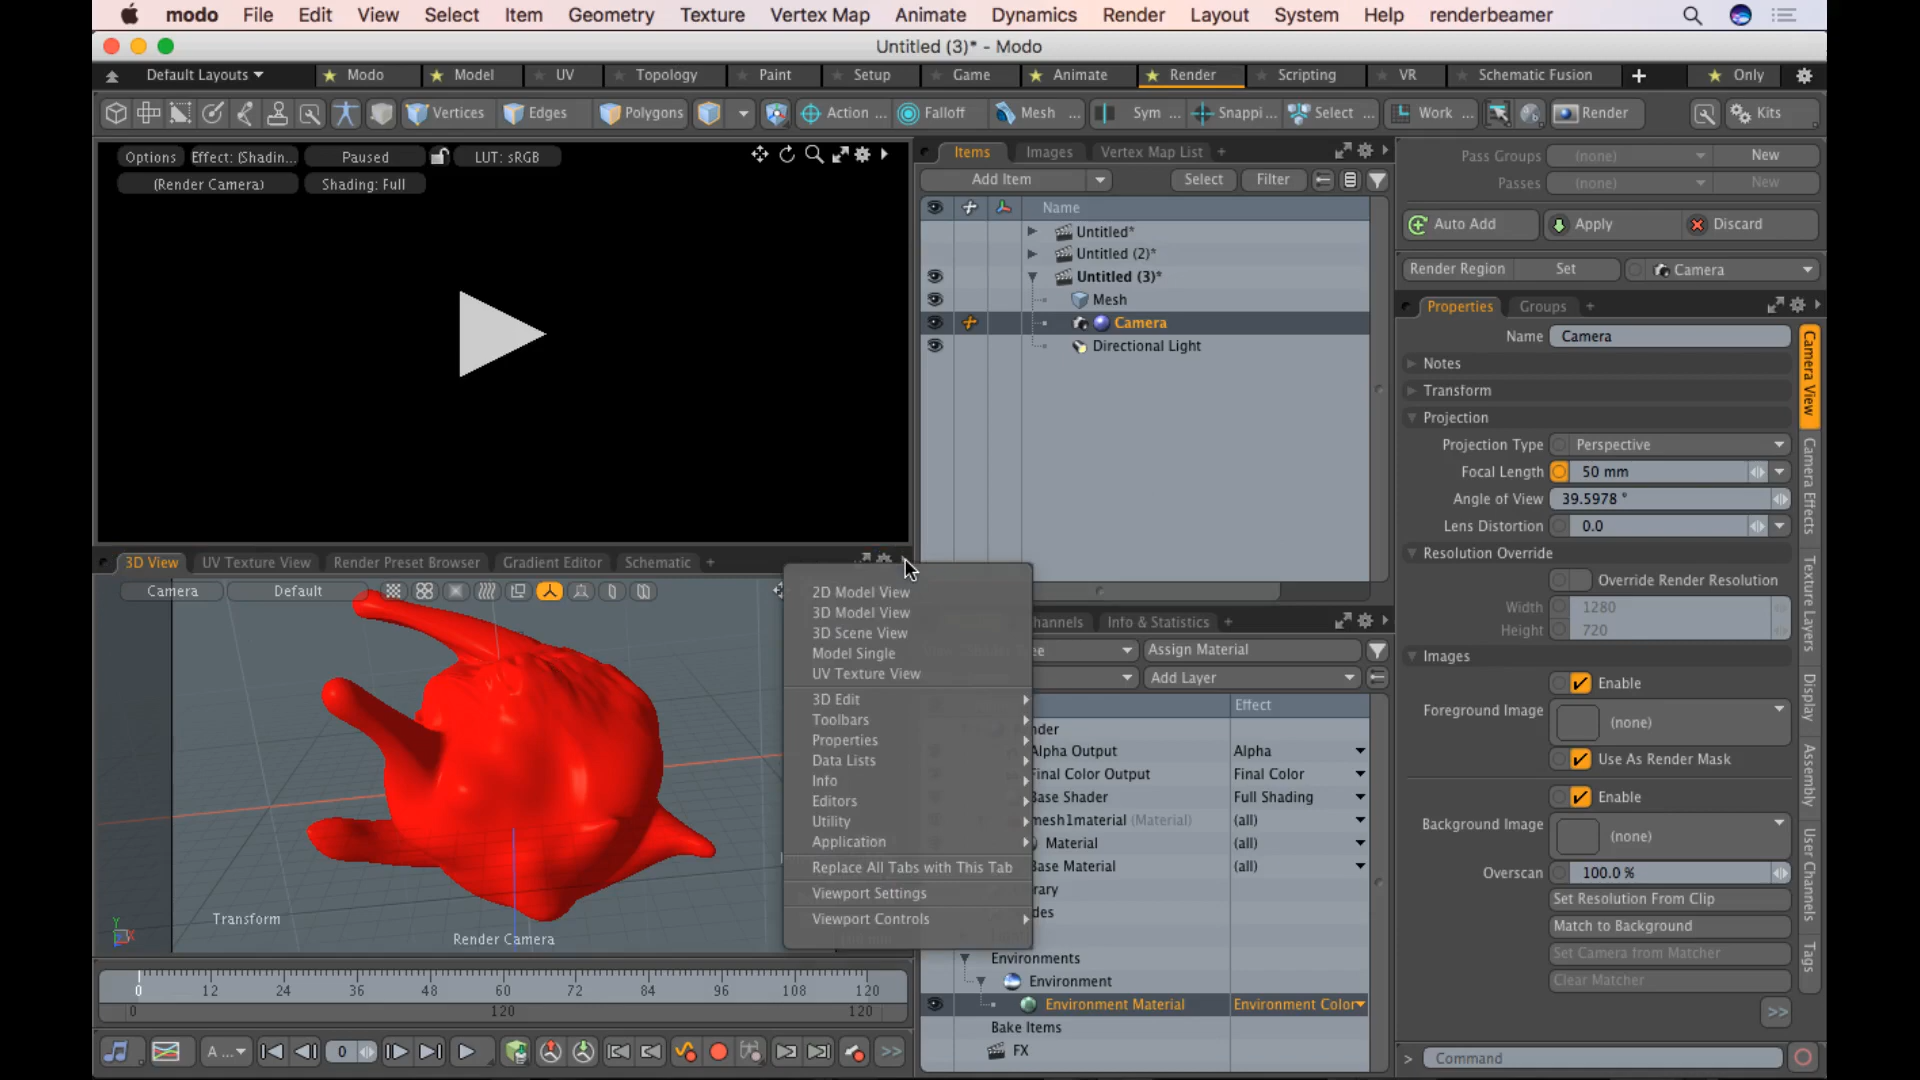 modo File Edit View Select Item Geometry Texture Vertex Map Animate Dynamics Render Layout System Help renderbeamer
Untitled (3)* - Modo
Default Layouts Modo Model UV Topology Paint Setup Game Animate Render Scripting VR Schematic Fusion + Only
Vertices Edges Polygons Action ... Falloff Mesh ... Sym ... Snappi... Select ... Work ... Render Kits
Options Effect: (Shadin... Paused LUT: sRGB
(Render Camera) Shading: Full
Items Images Vertex Map List +
Add Item Select Filter
Name
Untitled*
Untitled (2)*
Untitled (3)*
Mesh
Camera
Directional Light
Pass Groups (none) New
Passes (none) New
Auto Add Apply Discard
Render Region Set Camera
Properties Groups +
Name Camera
Notes
Transform
Projection
Projection Type Perspective
Focal Length 50 mm
Angle of View 39.5978 °
Lens Distortion 0.0
Resolution Override
Override Render Resolution
Width 1280
Height 720
Images
Enable
Foreground Image (none)
Use As Render Mask
Enable
Background Image (none)
Overscan 100.0 %
Set Resolution From Clip
Match to Background
Set Camera from Matcher
Clear Matcher
>>
Camera View
Camera Effects
Texture Layers
Display
Assembly
User Channels
Tags
3D View UV Texture View Render Preset Browser Gradient Editor Schematic +
Camera Default
Transform
Render Camera
Y
X
2D Model View
3D Model View
3D Scene View
Model Single
UV Texture View
3D Edit
Toolbars
Properties
Data Lists
Info
Editors
Utility
Application
Replace All Tabs with This Tab
Viewport Settings
Viewport Controls
hannels Info & Statistics +
ee Assign Material
Add Layer
Effect
nder
Alpha Output Alpha
Final Color Output Final Color
Base Shader Full Shading
mesh1material (Material) (all)
Material (all)
Base Material (all)
rary
des
Environments
Environment
Environment Material Environment Color
Bake Items
FX
0 12 24 36 48 60 72 84 96 108 120
0 120 120
A ... 0 >>
> Command